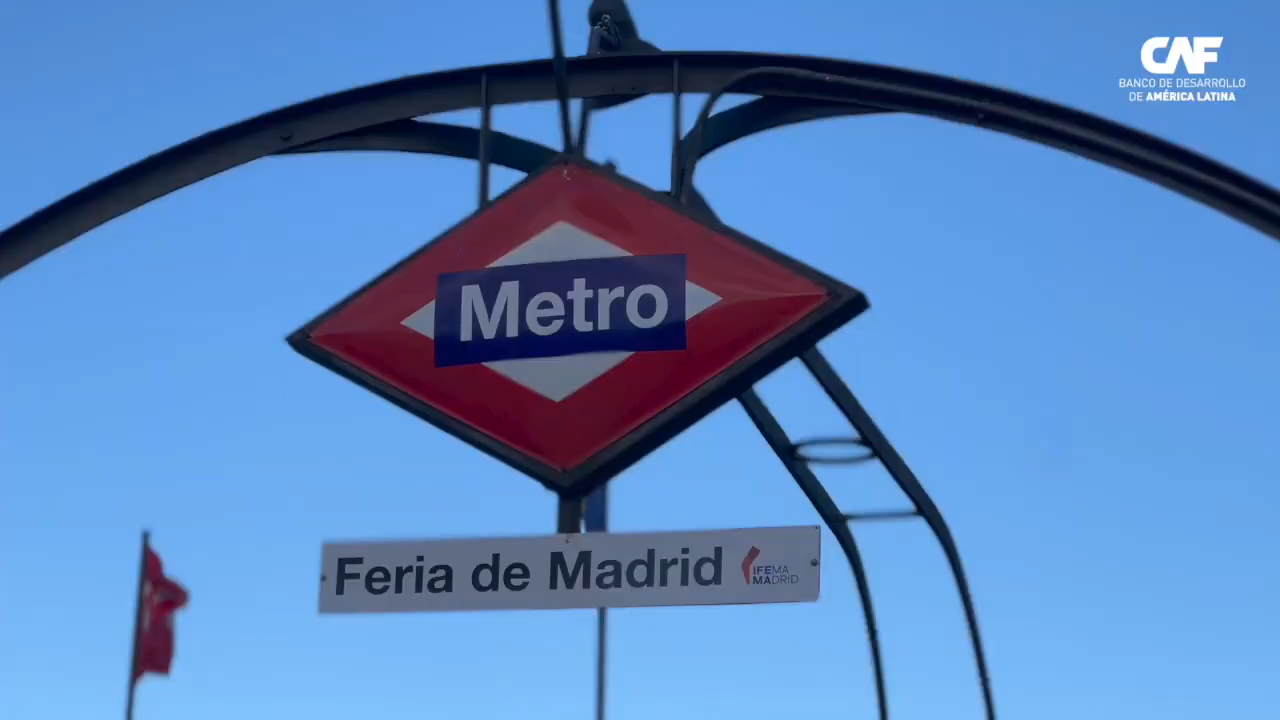 CAF
BANCO DE DESARROLLO
DE AMÉRICA LATINA
Metro
Feria de Madrid
IFEMA
MADRID